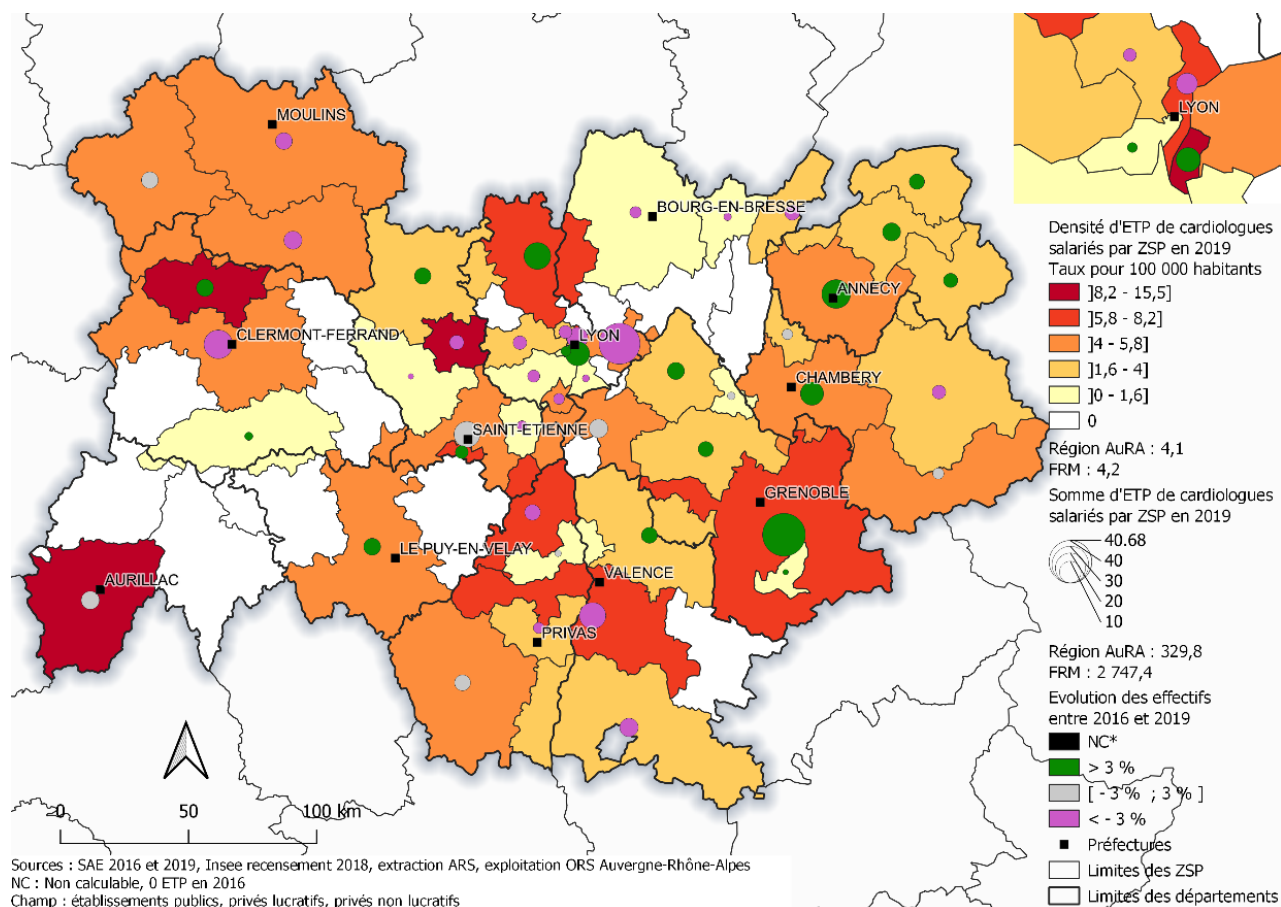 MOULINS
BOURG-EN-BRESSE
ANNECY
CLERMONT-FERRAND
LYON
CHAMBERY
SAINT-ETIENNE
GRENOBLE
LE-PUY-EN-VELAY
AURILLAC
VALENCE
PRIVAS
0 50 100 km
Sources : SAE 2016 et 2019, Insee recensement 2018, extraction ARS, exploitation ORS Auvergne-Rhône-Alpes
NC : Non calculable, 0 ETP en 2016
Champ : établissements publics, privés lucratifs, privés non lucratifs
LYON
Densité d'ETP de cardiologues
salariés par ZSP en 2019
Taux pour 100 000 habitants
]8,2 - 15,5]
]5,8 - 8,2]
]4 - 5,8]
]1,6 - 4]
]0 - 1,6]
0
Région AuRA : 4,1
FRM : 4,2
Somme d'ETP de cardiologues
salariés par ZSP en 2019
40.68
40
30
20
10
Région AuRA : 329,8
FRM : 2 747,4
Evolution des effectifs
entre 2016 et 2019
NC*
> 3 %
[ - 3 % ; 3 % ]
< - 3 %
Préfectures
Limites des ZSP
Limites des départements